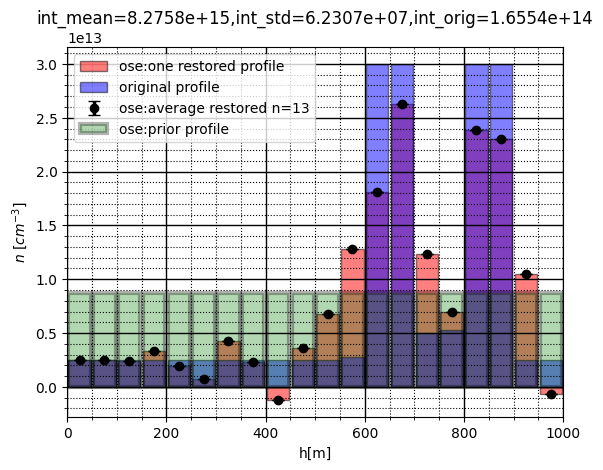 int_mean=8.2758e+15,int_std=6.2307e+07,int_orig=1.6554e+14
1e13
3.0
2.5
2.0
1.5
1.0
0.5
0.0
n [cm⁻³]
ose:one restored profile
original profile
ose:average restored n=13
ose:prior profile
0 200 400 600 800 1000
h[m]